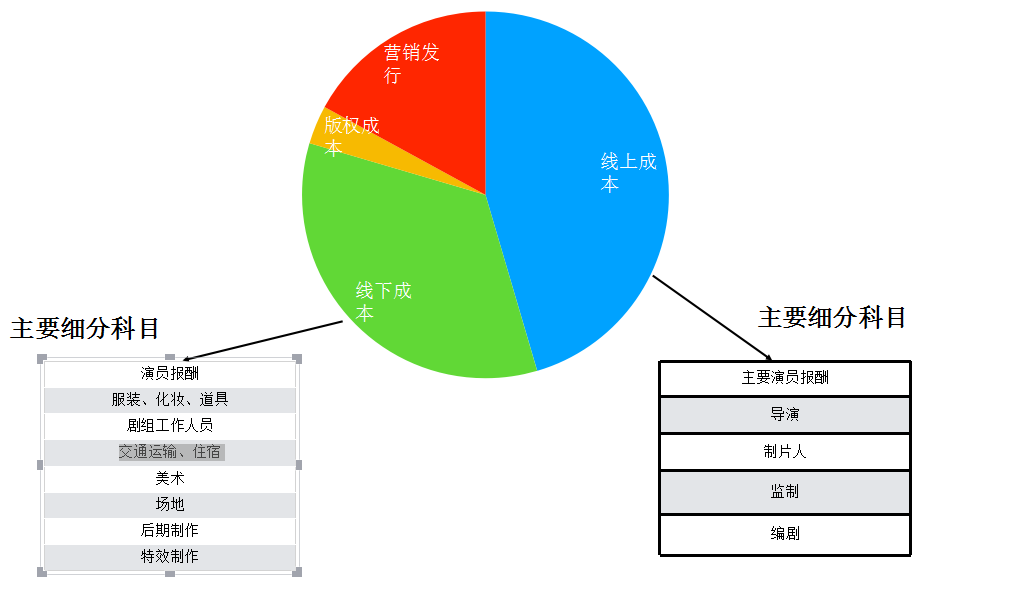 营销发
行
版权成
本
线上成
本
线下成
本
主要细分科目
演员报酬
服装、化妆、道具
剧组工作人员
交通运输、住宿
美术
场地
后期制作
特效制作
主要细分科目
主要演员报酬
导演
制片人
监制
编剧